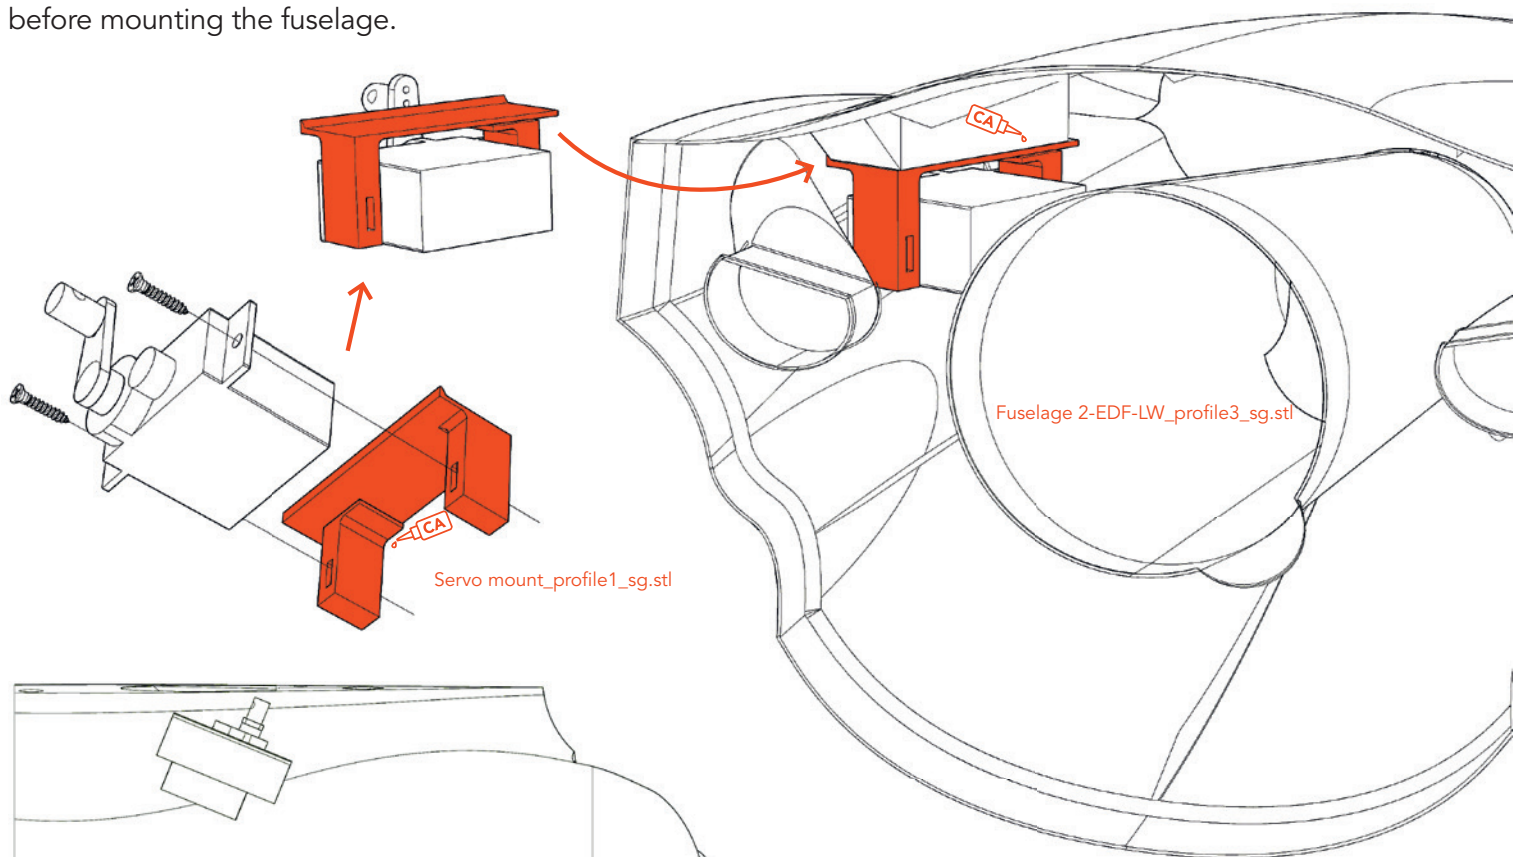 before mounting the fuselage.
CA
Fuselage 2-EDF-LW_profile3_sg.stl
CA
Servo mount_profile1_sg.stl